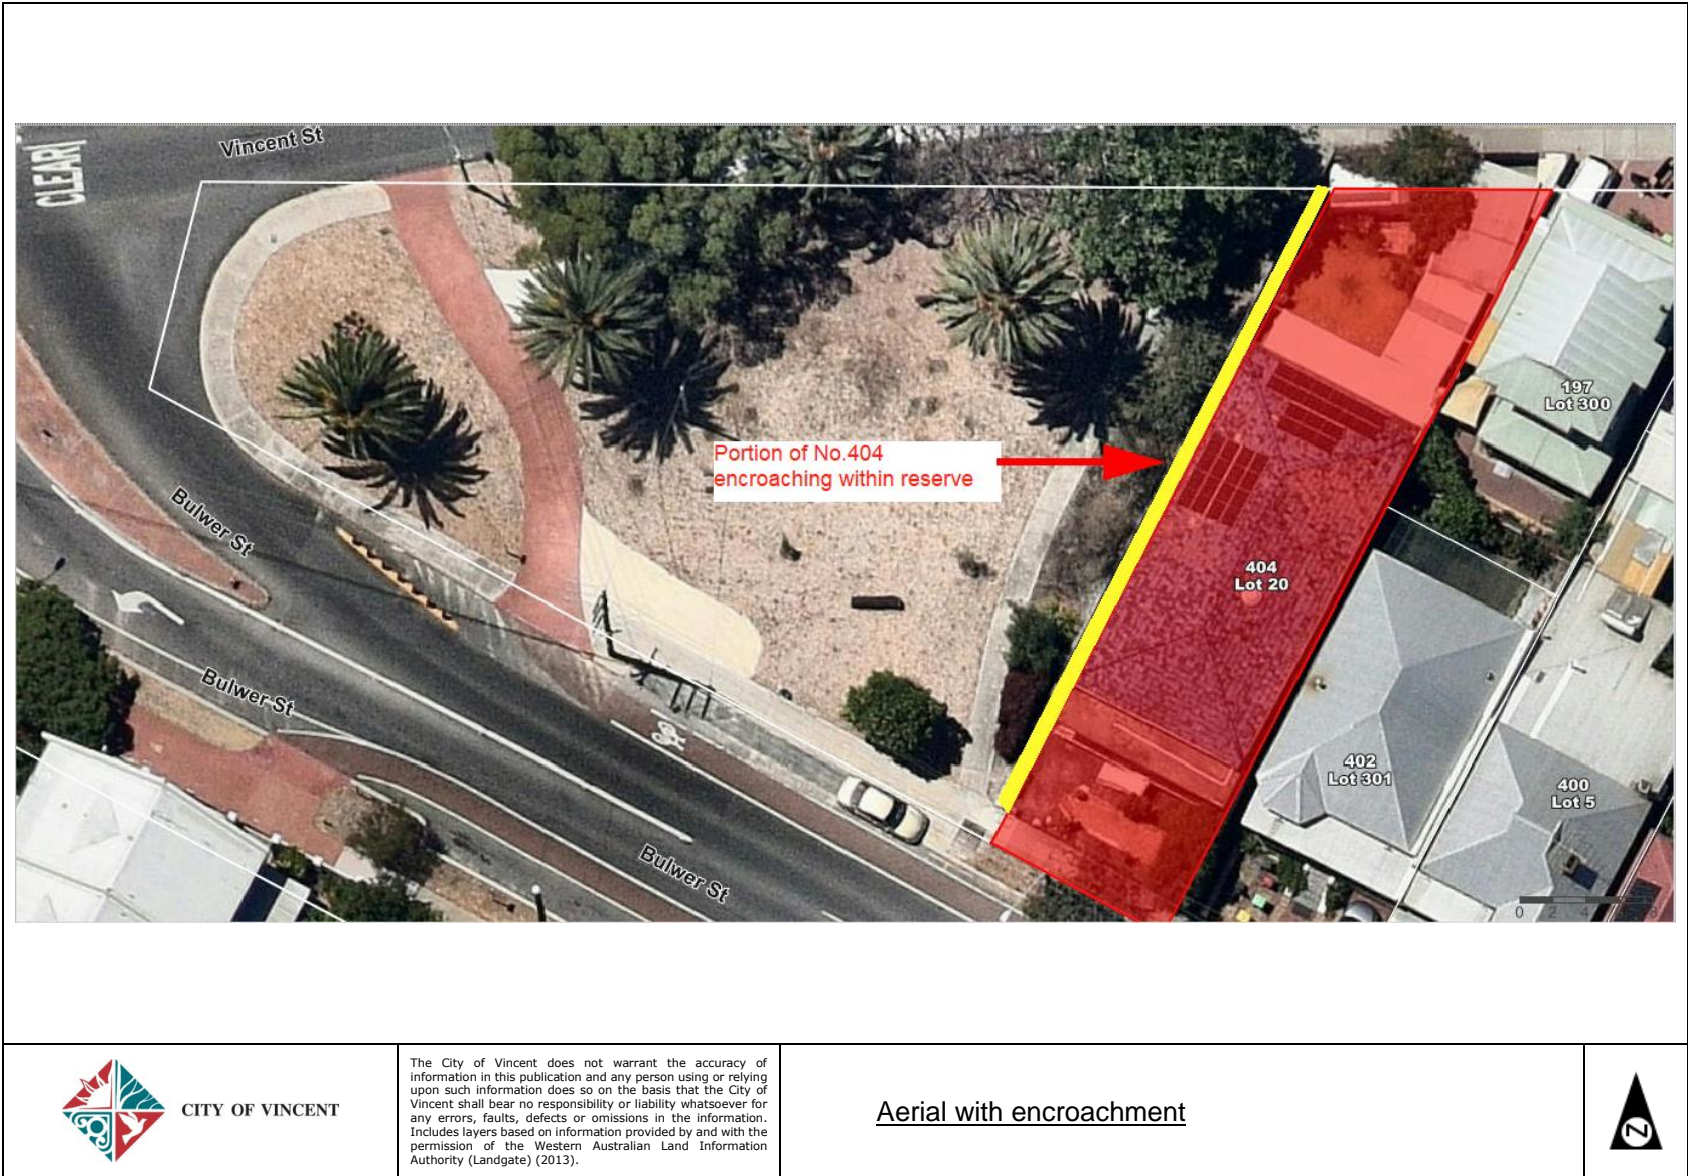 Vincent St
CLEAR
Portion of No.404
encroaching within reserve
197
Lot 300
Bulwer St
404
Lot 20
Bulwer St
402
Lot 301
400
Lot 5
Bulwer St
0 2 4
CITY OF VINCENT
The City of Vincent does not warrant the accuracy of
information in this publication and any person using or relying
upon such information does so on the basis that the City of
Vincent shall bear no responsibility or liability whatsoever for
any errors, faults, defects or omissions in the information.
Includes layers based on information provided by and with the
permission of the Western Australian Land Information
Authority (Landgate) (2013).
Aerial with encroachment
N